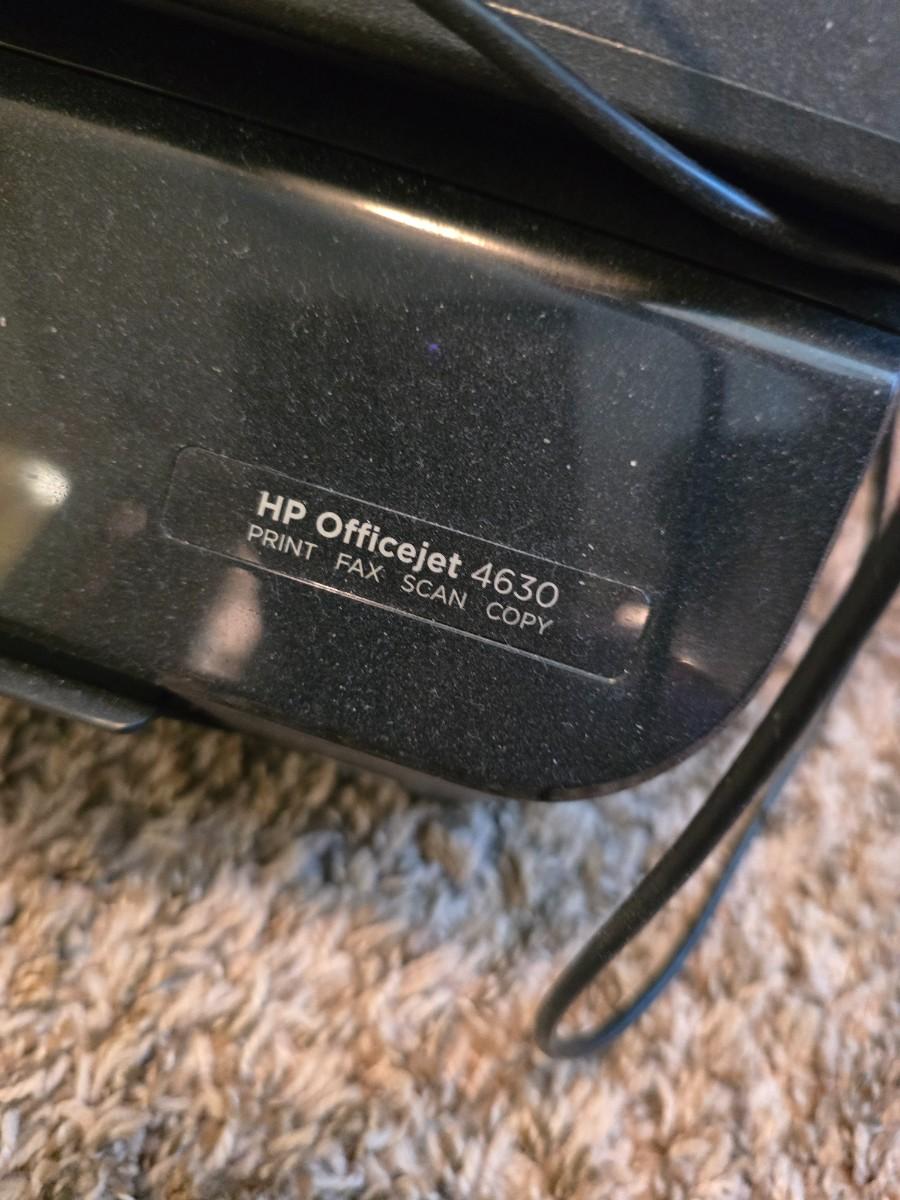 HP Officejet 4630
PRINT FAX SCAN COPY